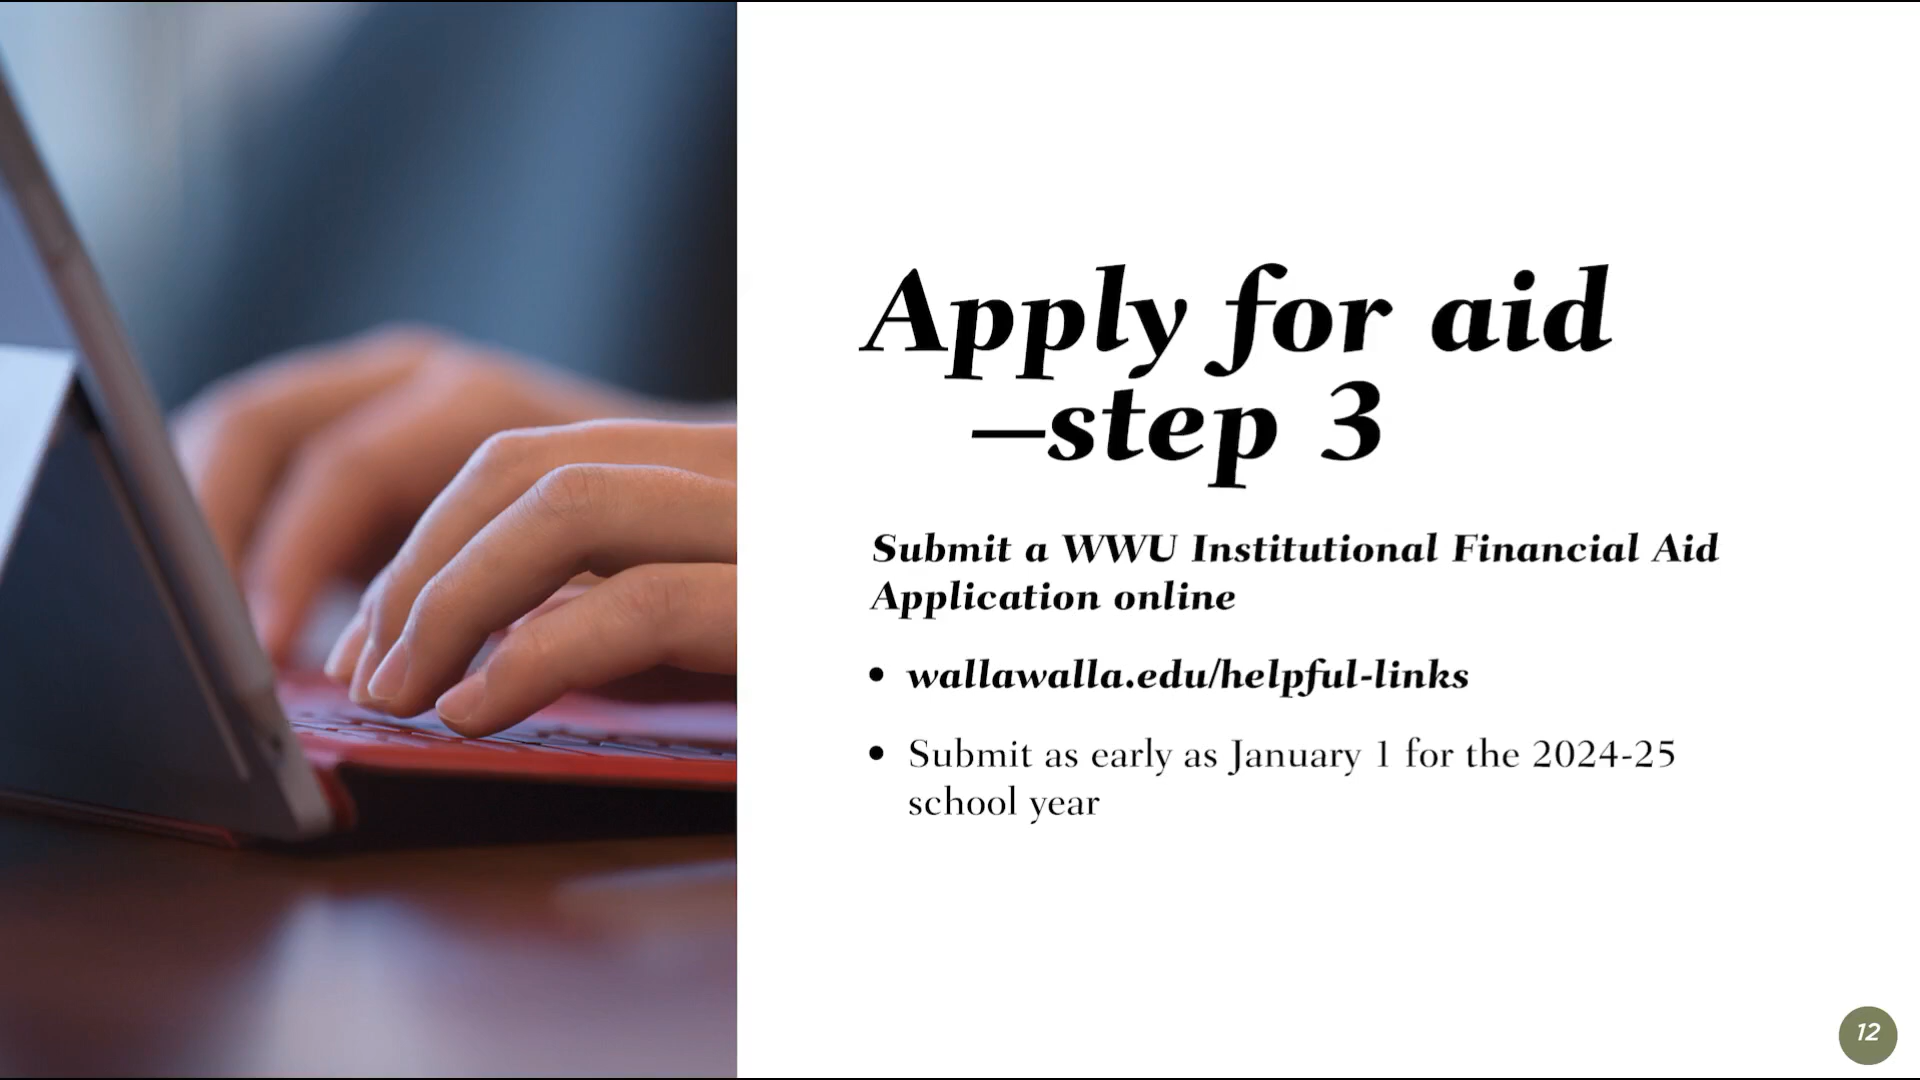 Apply for aid
–step 3
Submit a WWU Institutional Financial Aid
Application online
• wallawalla.edu/helpful-links
• Submit as early as January 1 for the 2024-25
school year
12